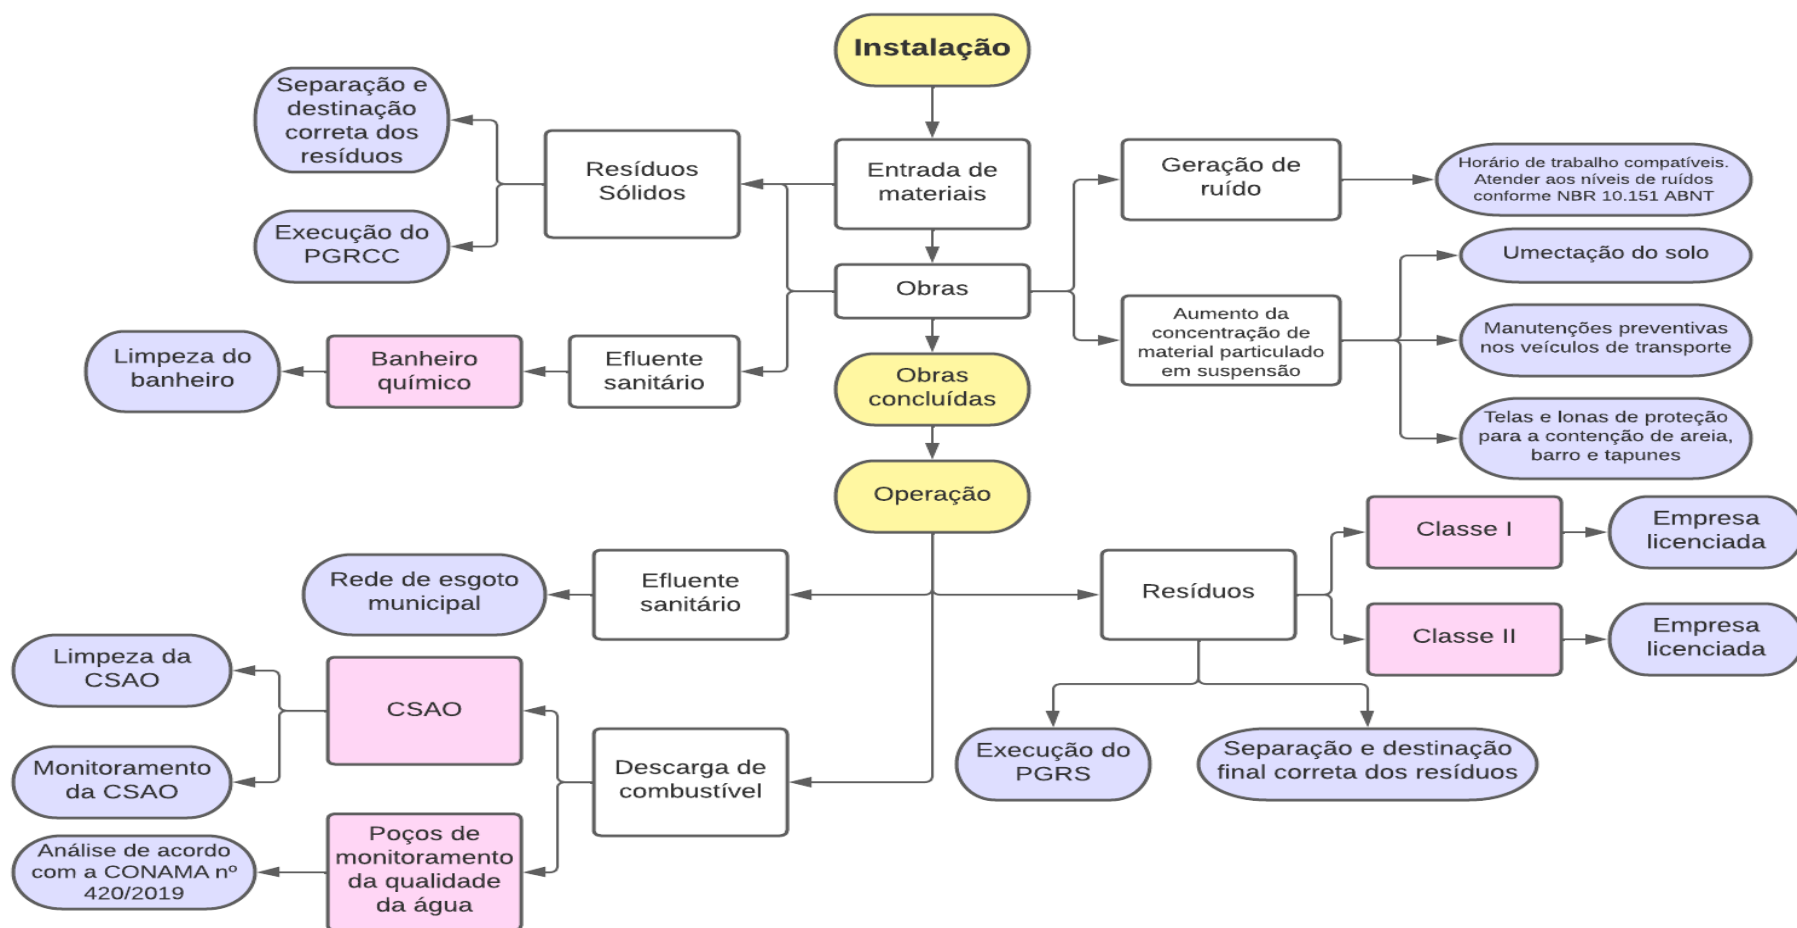 Instalação
Separação e
destinação
correta dos
resíduos
Resíduos
Sólidos
Entrada de
materiais
Geração de
ruído
Horário de trabalho compatíveis.
Atender aos níveis de ruídos
conforme NBR 10.151 ABNT
Execução do
PGRCC
Obras
Umectação do solo
Aumento da
concentração de
material particulado
em suspensão
Manutenções preventivas
nos veículos de transporte
Limpeza do
banheiro
Banheiro
químico
Efluente
sanitário
Obras
concluídas
Telas e lonas de proteção
para a contenção de areia,
barro e tapunes
Operação
Classe I
Empresa
licenciada
Rede de esgoto
municipal
Efluente
sanitário
Resíduos
Classe II
Empresa
licenciada
Limpeza da
CSAO
CSAO
Monitoramento
da CSAO
Descarga de
combustível
Execução do
PGRS
Separação e destinação
final correta dos resíduos
Análise de acordo
com a CONAMA nº
420/2019
Poços de
monitoramento
da qualidade
da água